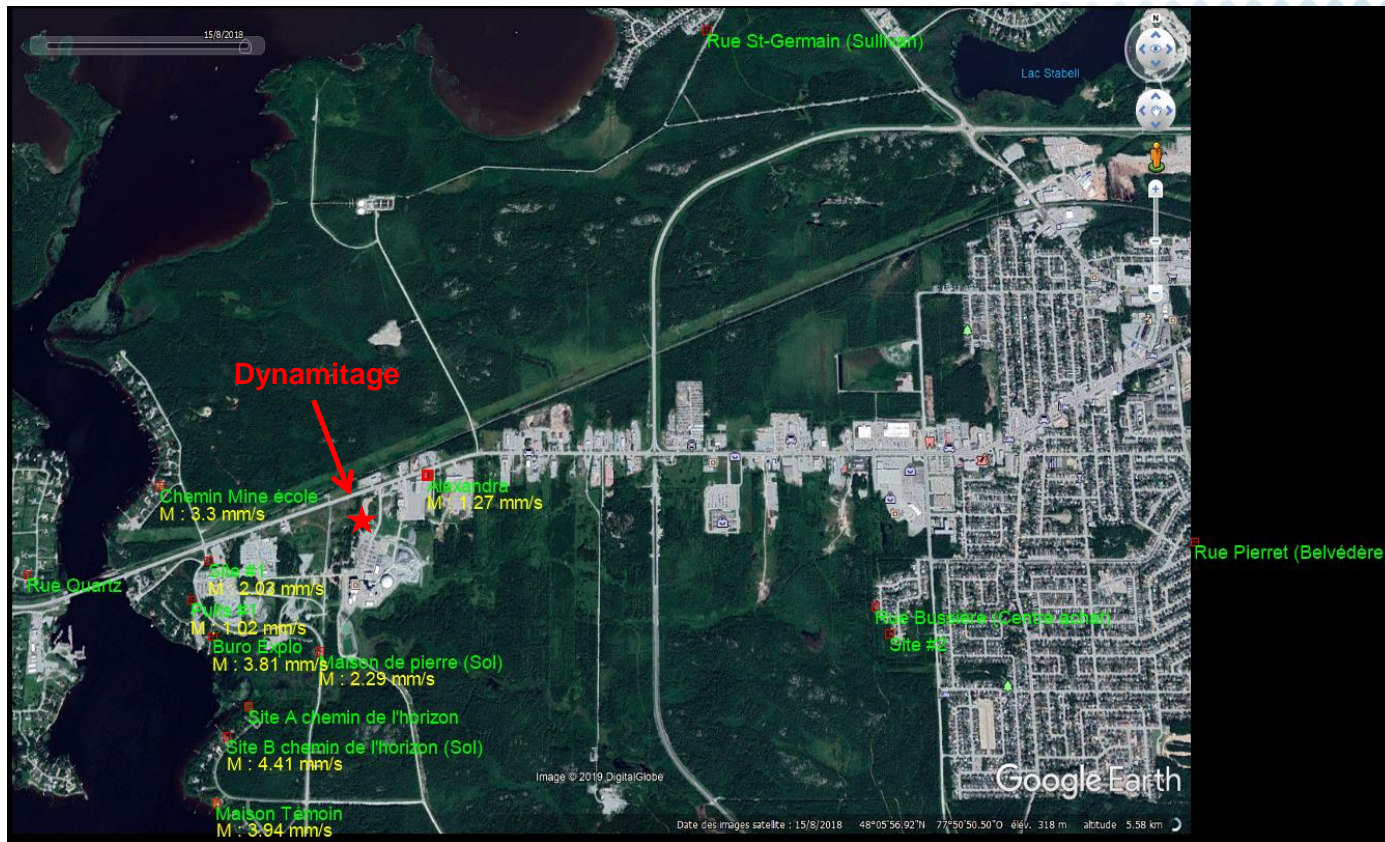 15/8/2018
N
Rue St-Germain (Sullivan)
Lac Stabell
Dynamitage
Chemin Mine école
M : 3.3 mm/s
Alexandra
M : 1.27 mm/s
Rue Quartz
Site #1
M : 2.03 mm/s
Puits #1
M : 1.02 mm/s
Buro Explo
M : 3.81 mm/s
Maison de pierre (Sol)
M : 2.29 mm/s
Rue Pierret (Belvédère
Rue Bussière (Centre achat)
Site #2
Site A chemin de l'horizon
Site B chemin de l'horizon (Sol)
M : 4.41 mm/s
Maison Témoin
M : 3.94 mm/s
Image © 2019 DigitalGlobe
Google Earth
Date des images satellite : 15/8/2018 48°05'56.92"N 77°50'50.50"O élév. 318 m altitude 5.58 km